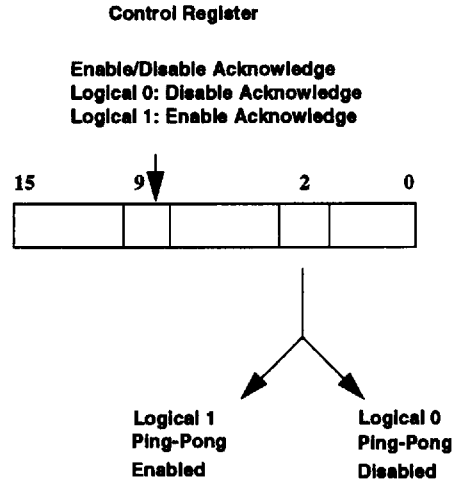 Control Register
Enable/Disable Acknowledge
Logical 0: Disable Acknowledge
Logical 1: Enable Acknowledge
15 9 2 0
Logical 1 Logical 0
Ping-Pong Ping-Pong
Enabled Disabled